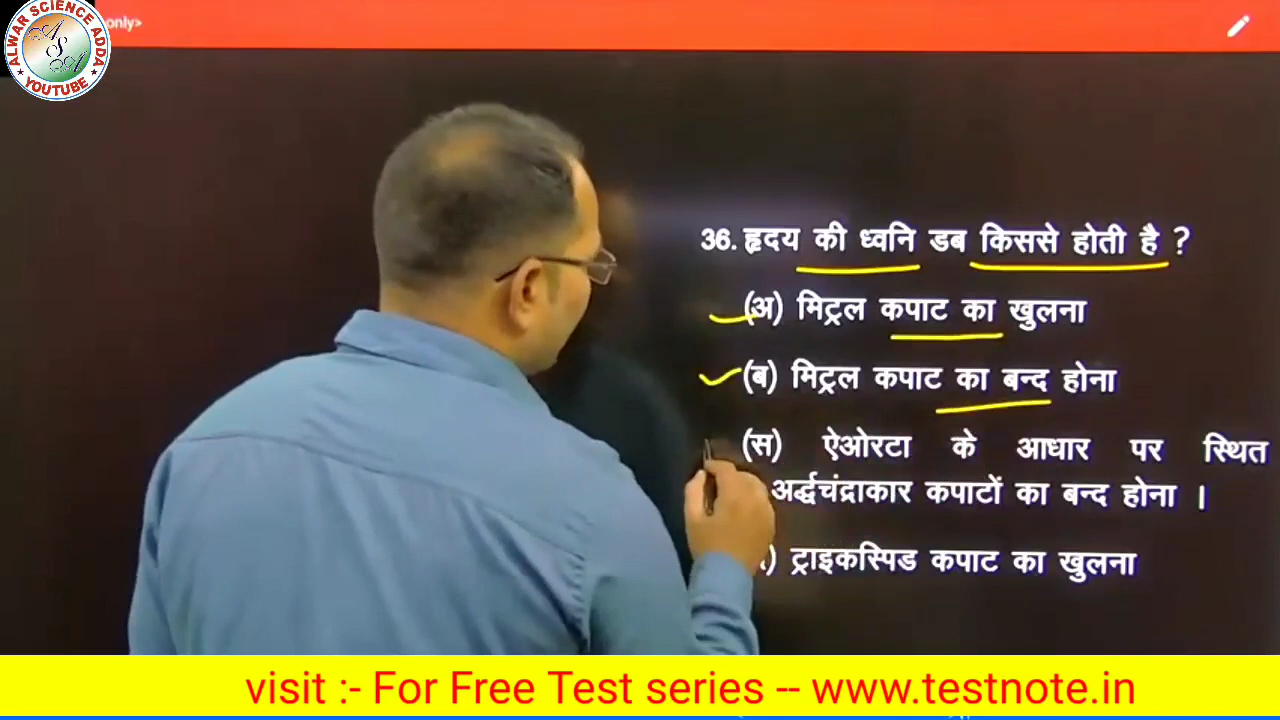 only>
ALWAR SCIENCE ADDA
ASA
YOUTUBE
36. हृदय की ध्वनि डब किससे होती है ?
(अ) मिट्रल कपाट का खुलना
(ब) मिट्रल कपाट का बन्द होना
(स) ऐओरटा के आधार पर स्थित
अर्द्धचंद्राकार कपाटों का बन्द होना ।
) ट्राइकस्पिड कपाट का खुलना
visit :- For Free Test series -- www.testnote.in